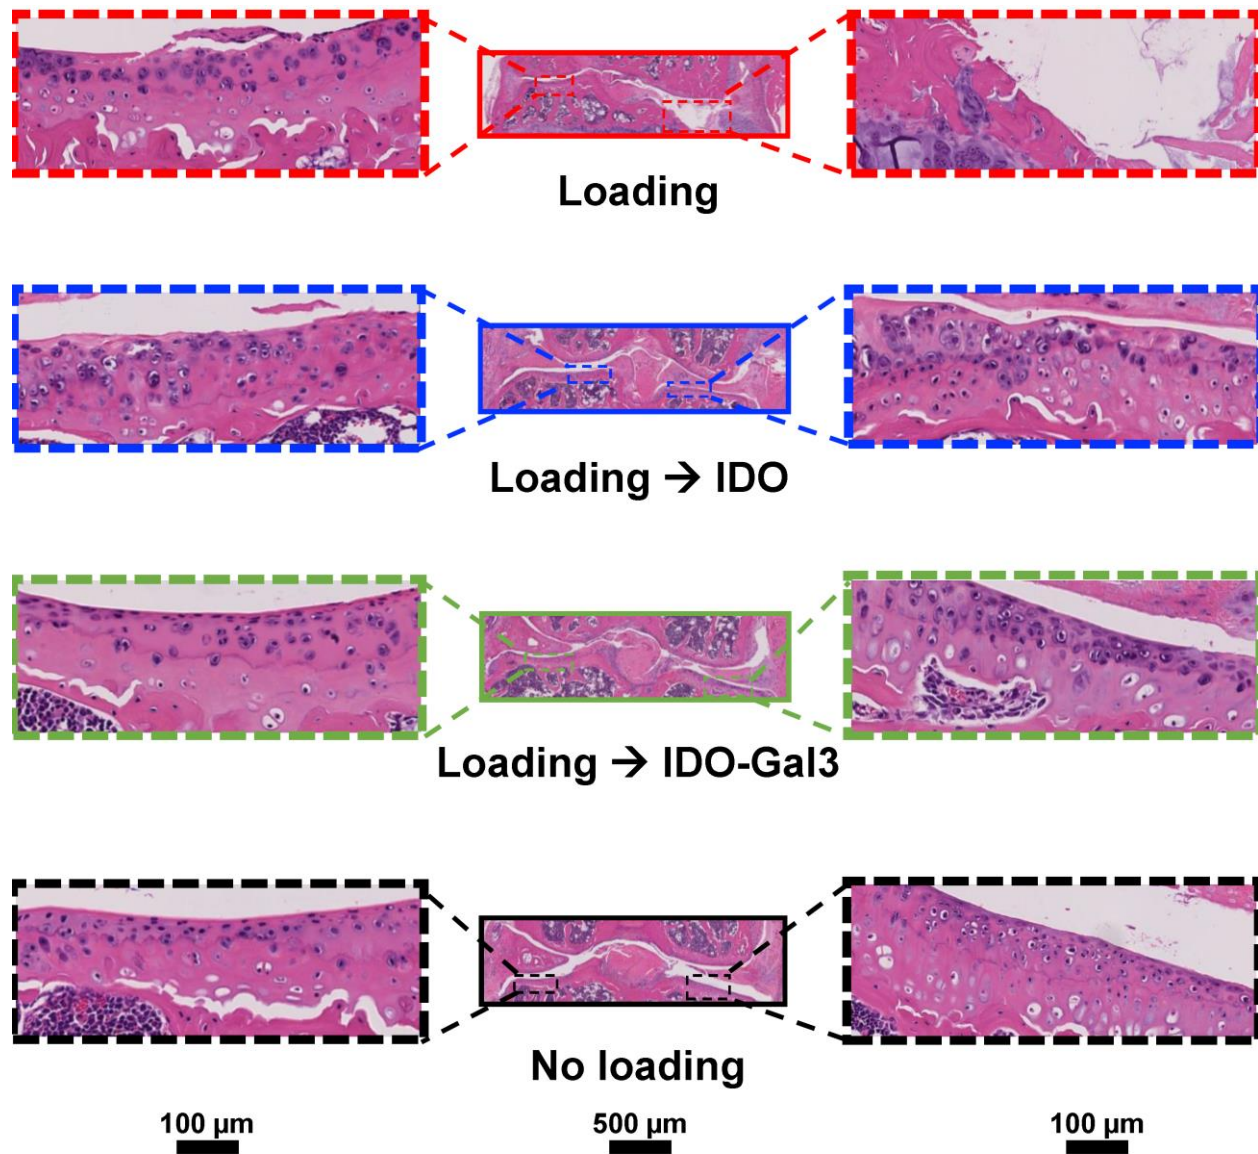 Loading
Loading → IDO
Loading → IDO-Gal3
No loading
100 µm
500 µm
100 µm